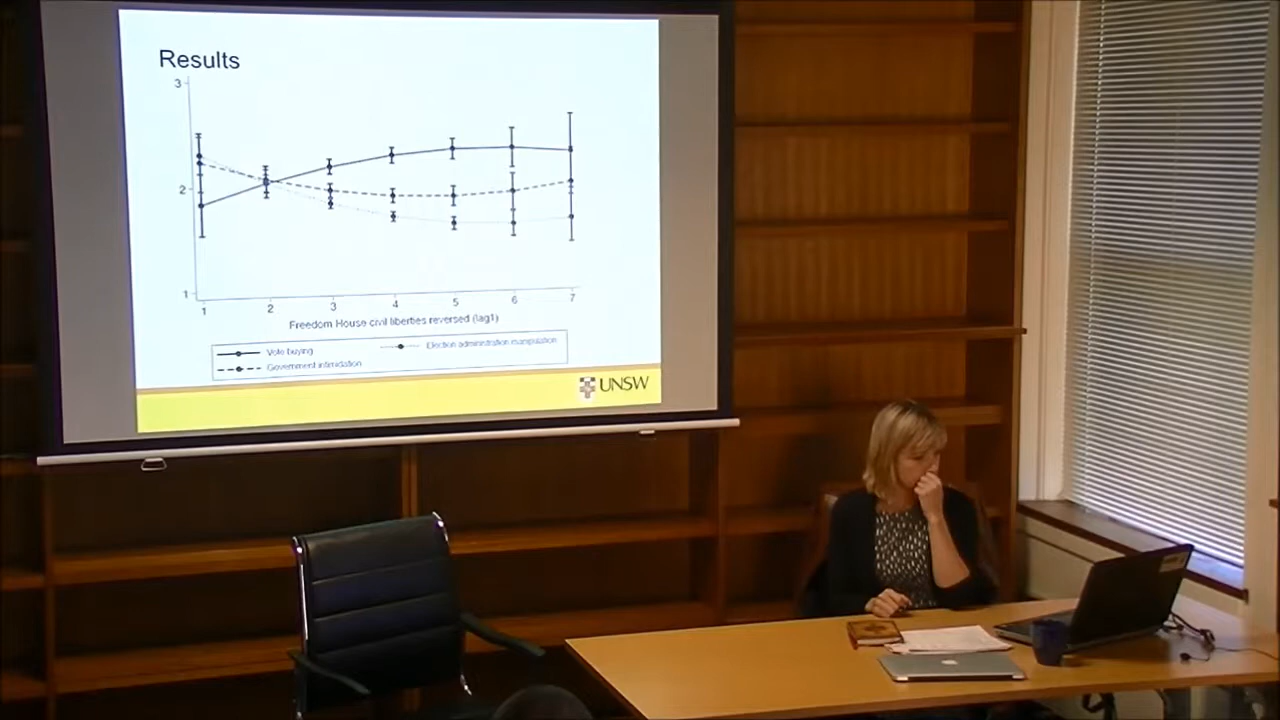 Results
3
2
1
1 2 3 4 5 6 7
Freedom House civil liberties reversed (lag1)
Vote buying
Election administration manipulation
Government intimidation
UNSW